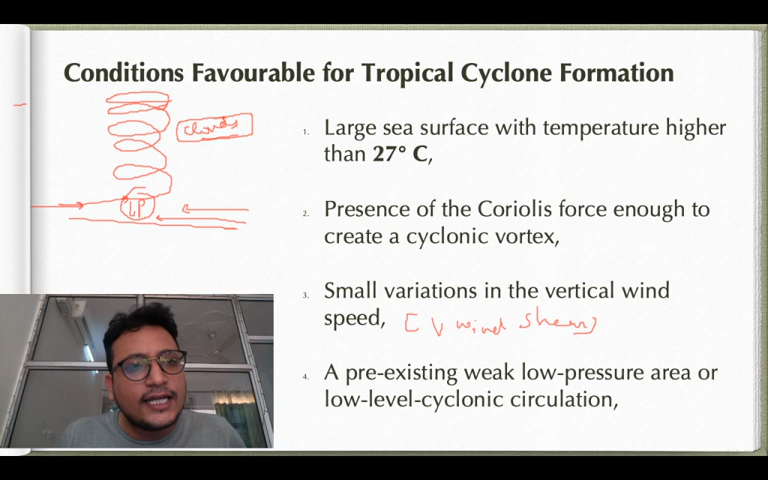 Conditions Favourable for Tropical Cyclone Formation
clouds
LP
1. Large sea surface with temperature higher
than 27° C,
2. Presence of the Coriolis force enough to
create a cyclonic vortex,
3. Small variations in the vertical wind
speed, [V wind shear]
4. A pre-existing weak low-pressure area or
low-level-cyclonic circulation,